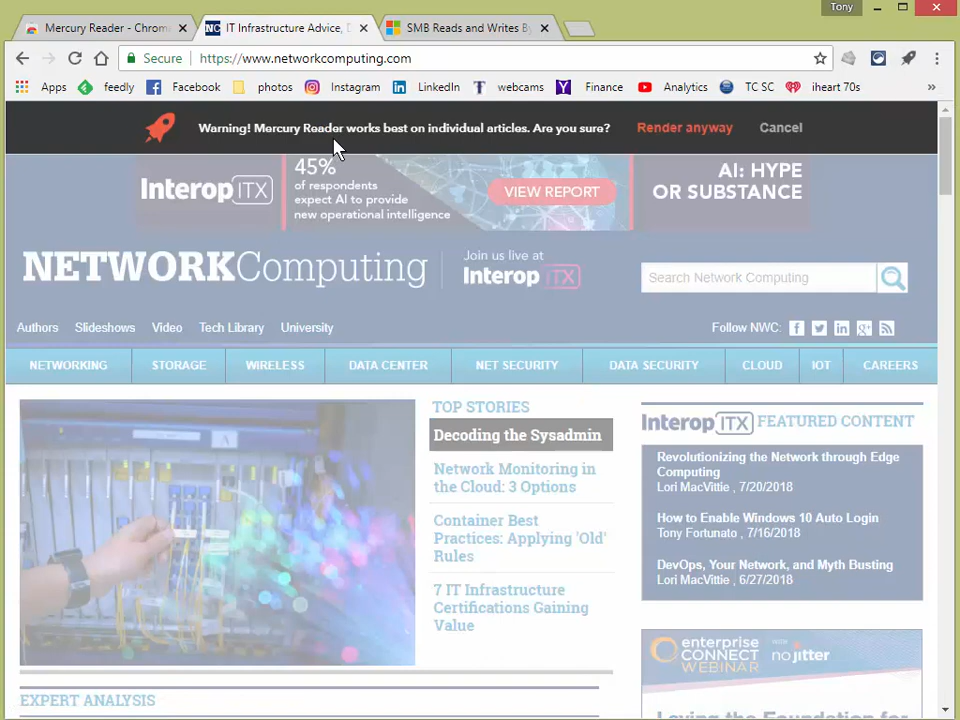 Tony
Mercury Reader - Chrom
NC IT Infrastructure Advice, D
SMB Reads and Writes By
Secure https://www.networkcomputing.com
Apps feedly Facebook photos Instagram LinkedIn webcams Finance Analytics TC SC iheart 70s »
Warning! Mercury Reader works best on individual articles. Are you sure? Render anyway Cancel
InteropITX
45%
of respondents
expect AI to provide
new operational intelligence
VIEW REPORT
AI: HYPE
OR SUBSTANCE
NETWORKComputing
Join us live at
InteropITX
Search Network Computing
Authors Slideshows Video Tech Library University
Follow NWC:
NETWORKING STORAGE WIRELESS DATA CENTER NET SECURITY DATA SECURITY CLOUD IOT CAREERS
A
TOP STORIES
Decoding the Sysadmin
Network Monitoring in
the Cloud: 3 Options
Container Best
Practices: Applying 'Old'
Rules
7 IT Infrastructure
Certifications Gaining
Value
InteropITX FEATURED CONTENT
Revolutionizing the Network through Edge
Computing
Lori MacVittie , 7/20/2018
How to Enable Windows 10 Auto Login
Tony Fortunato , 7/16/2018
DevOps, Your Network, and Myth Busting
Lori MacVittie , 6/27/2018
enterprise
CONNECT
WEBINAR
with
nojitter
EXPERT ANALYSIS